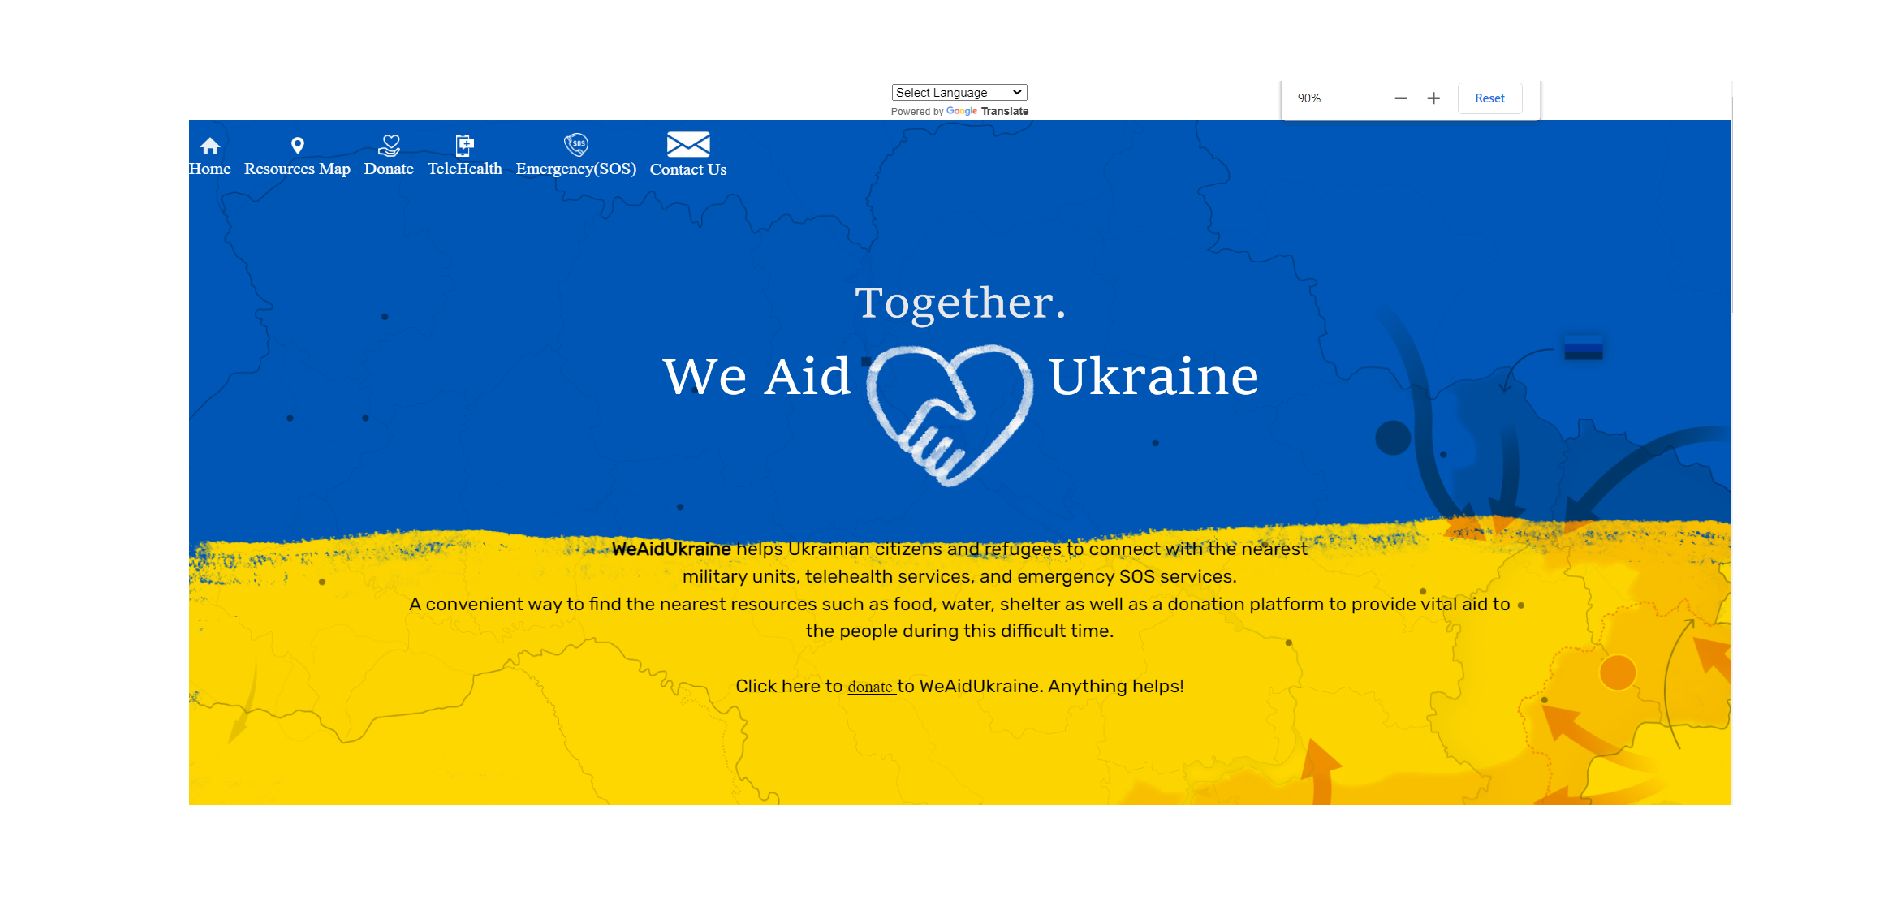 Select Language
Powered by Google Translate
90%
Reset
Home Resources Map Donate TeleHealth Emergency(SOS) Contact Us
SOS
Together.
We Aid Ukraine
WeAidUkraine helps Ukrainian citizens and refugees to connect with the nearest
military units, telehealth services, and emergency SOS services.
A convenient way to find the nearest resources such as food, water, shelter as well as a donation platform to provide vital aid to
the people during this difficult time.
Click here to donate to WeAidUkraine. Anything helps!